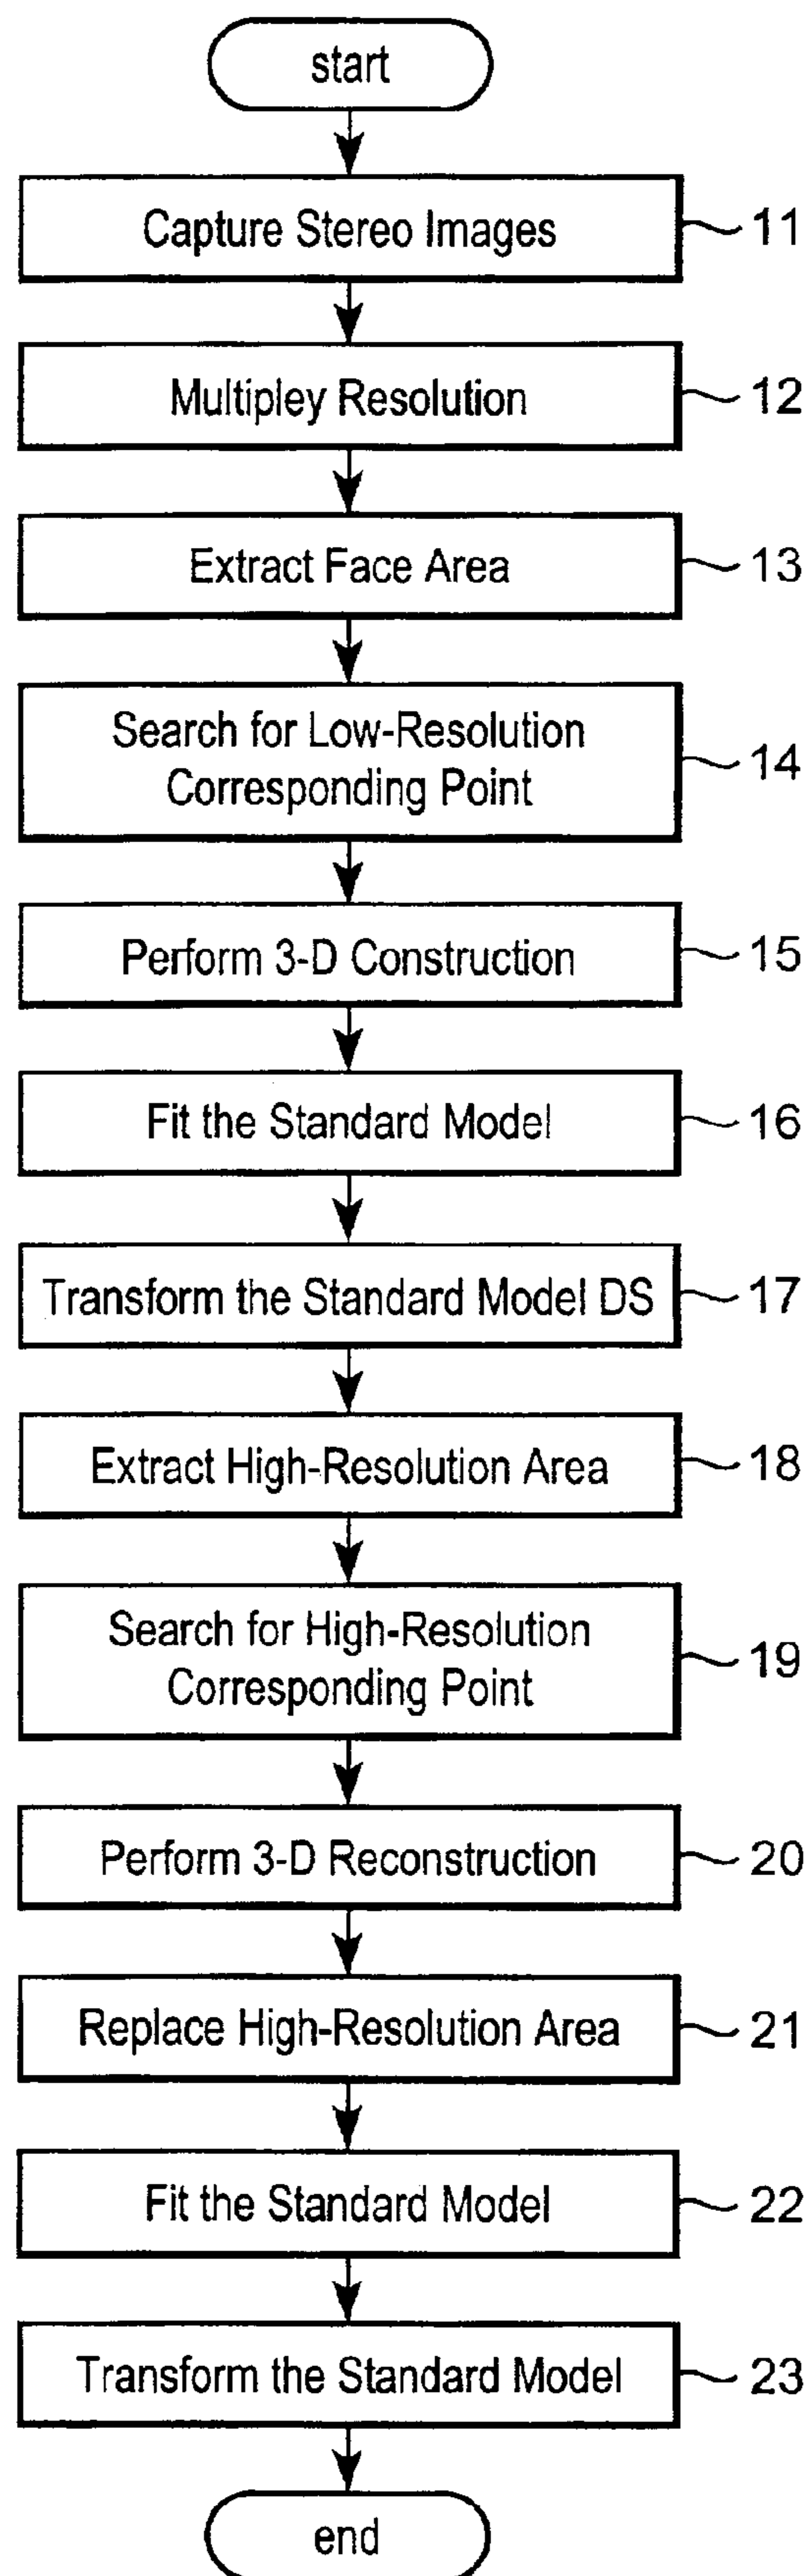 start
Capture Stereo Images
11
Multipley Resolution
12
Extract Face Area
13
Search for Low-Resolution
Corresponding Point
14
Perform 3-D Construction
15
Fit the Standard Model
16
Transform the Standard Model DS
17
Extract High-Resolution Area
18
Search for High-Resolution
Corresponding Point
19
Perform 3-D Reconstruction
20
Replace High-Resolution Area
21
Fit the Standard Model
22
Transform the Standard Model
23
end